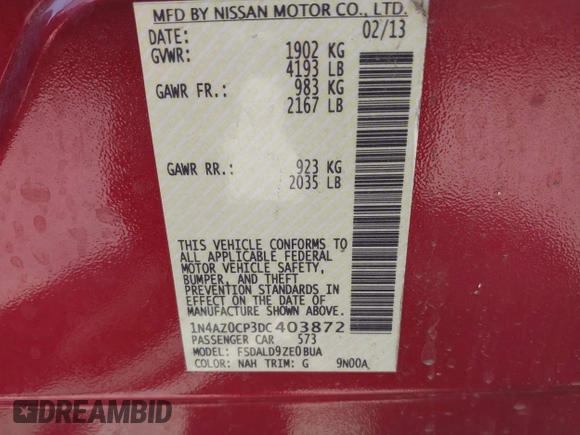 MFD BY NISSAN MOTOR CO., LTD.
DATE: 02/13
GVWR: 1902 KG
4193 LB
GAWR FR.: 983 KG
2167 LB
GAWR RR.: 923 KG
2035 LB
THIS VEHICLE CONFORMS TO
ALL APPLICABLE FEDERAL
MOTOR VEHICLE SAFETY,
BUMPER, AND THEFT
PREVENTION STANDARDS IN
EFFECT ON THE DATE OF
MANUFACTURE SHOWN ABOVE.
1N4AZ0CP3DC403872
PASSENGER CAR 573
MODEL: FSDALD9ZE0BUA
COLOR: NAH TRIM: G 9N00A
DREAMBID